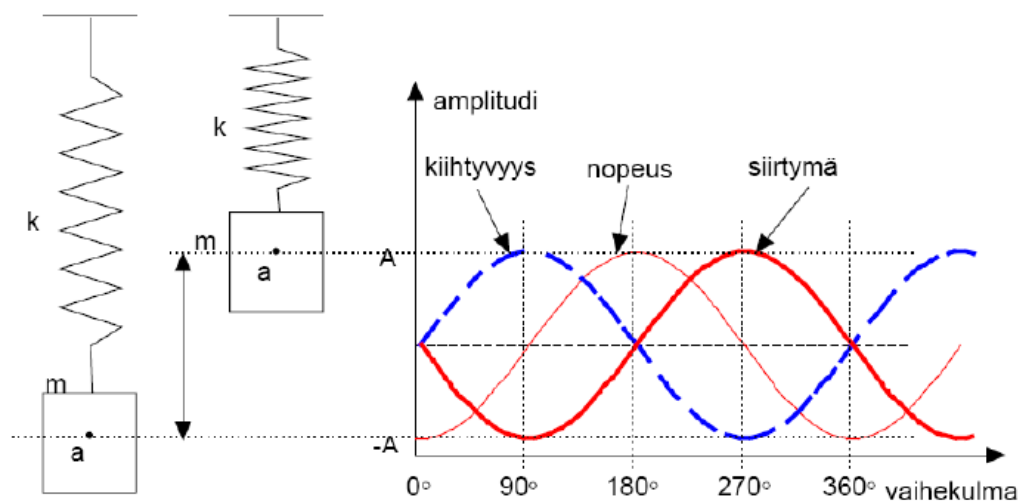 amplitudi
kiihtyvyys nopeus siirtymä
k
k
m
a
m
a
A
-A
0° 90° 180° 270° 360° vaihekulma